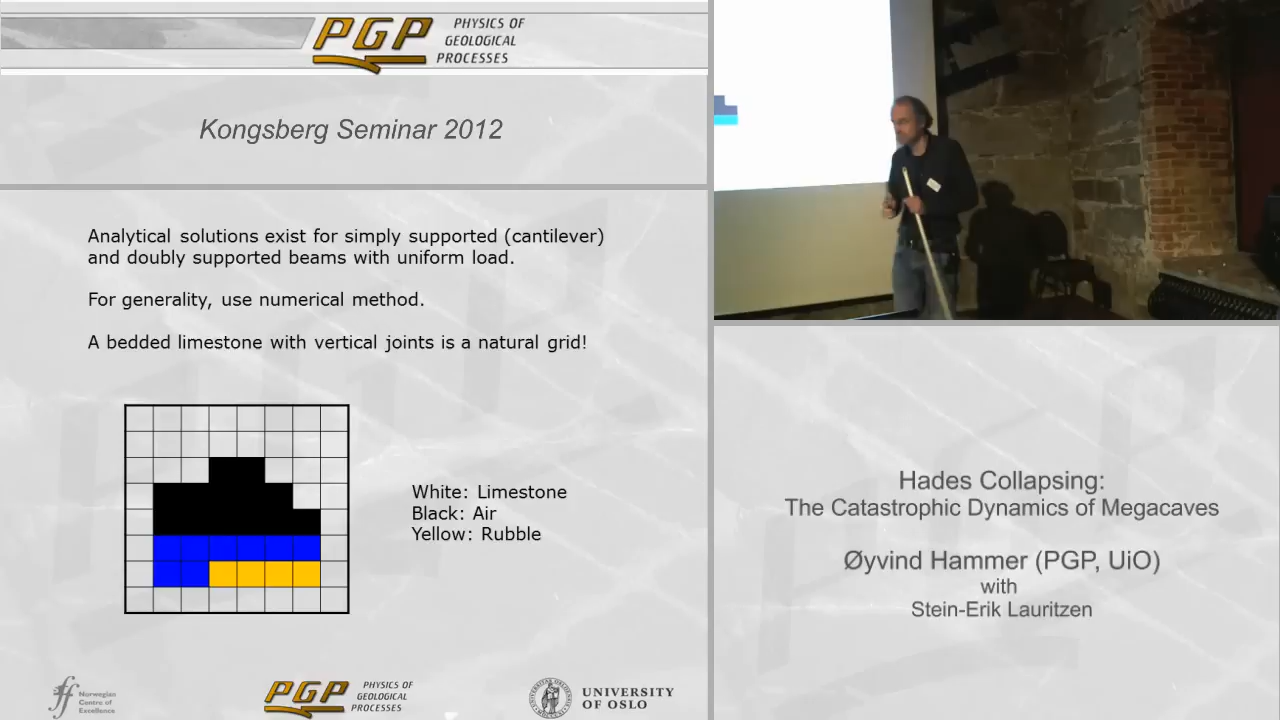 PGP PHYSICS OF
GEOLOGICAL
PROCESSES
Kongsberg Seminar 2012
Analytical solutions exist for simply supported (cantilever)
and doubly supported beams with uniform load.
For generality, use numerical method.
A bedded limestone with vertical joints is a natural grid!
White: Limestone
Black: Air
Yellow: Rubble
Hades Collapsing:
The Catastrophic Dynamics of Megacaves
Øyvind Hammer (PGP, UiO)
with
Stein-Erik Lauritzen
Norwegian
Centre of
Excellence
PGP PHYSICS OF
GEOLOGICAL
PROCESSES
UNIVERSITY
OF OSLO